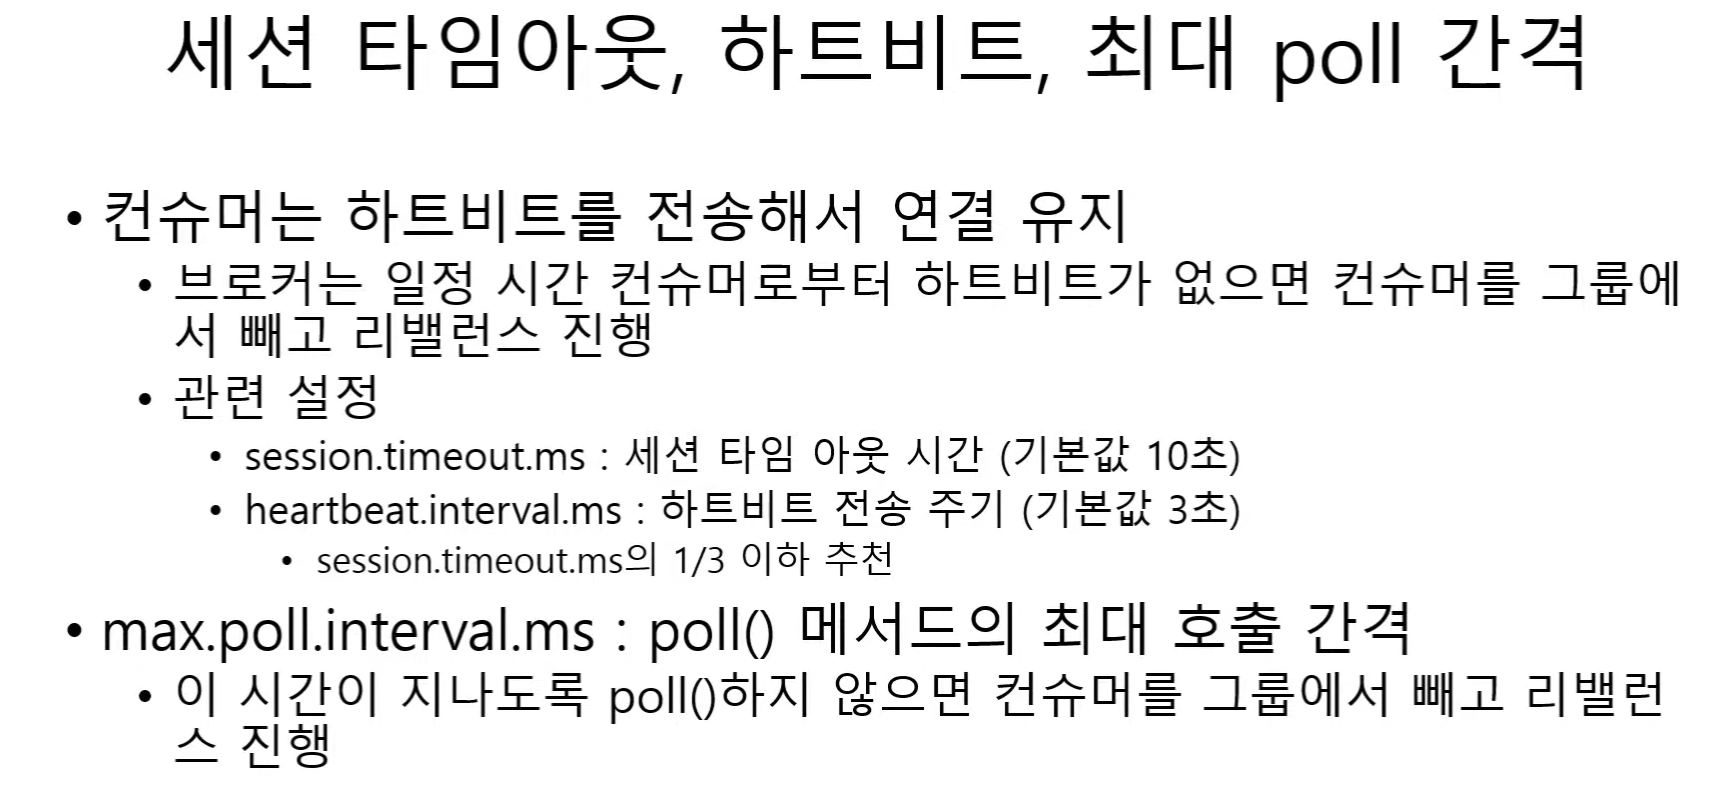 세션 타임아웃, 하트비트, 최대 poll 간격
• 컨슈머는 하트비트를 전송해서 연결 유지
• 브로커는 일정 시간 컨슈머로부터 하트비트가 없으면 컨슈머를 그룹에
서 빼고 리밸런스 진행
• 관련 설정
• session.timeout.ms : 세션 타임 아웃 시간 (기본값 10초)
• heartbeat.interval.ms : 하트비트 전송 주기 (기본값 3초)
• session.timeout.ms의 1/3 이하 추천
• max.poll.interval.ms : poll() 메서드의 최대 호출 간격
• 이 시간이 지나도록 poll()하지 않으면 컨슈머를 그룹에서 빼고 리밸런
스 진행